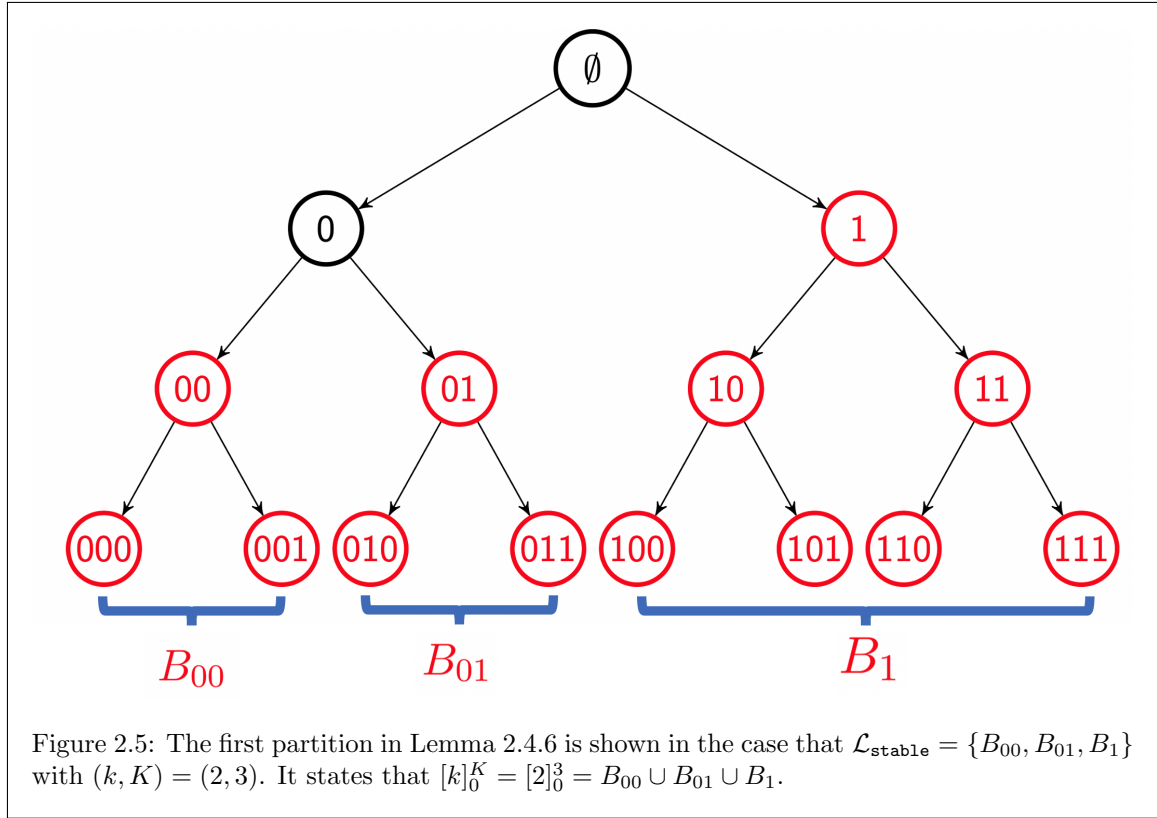 ∅
0 1
00 01 10 11
000 001 010 011 100 101 110 111
B₀₀ B₀₁ B₁
Figure 2.5: The first partition in Lemma 2.4.6 is shown in the case that ℒ_stable = {B₀₀, B₀₁, B₁}
with (k, K) = (2, 3). It states that [k]₀ᴷ = [2]₀³ = B₀₀ ∪ B₀₁ ∪ B₁.